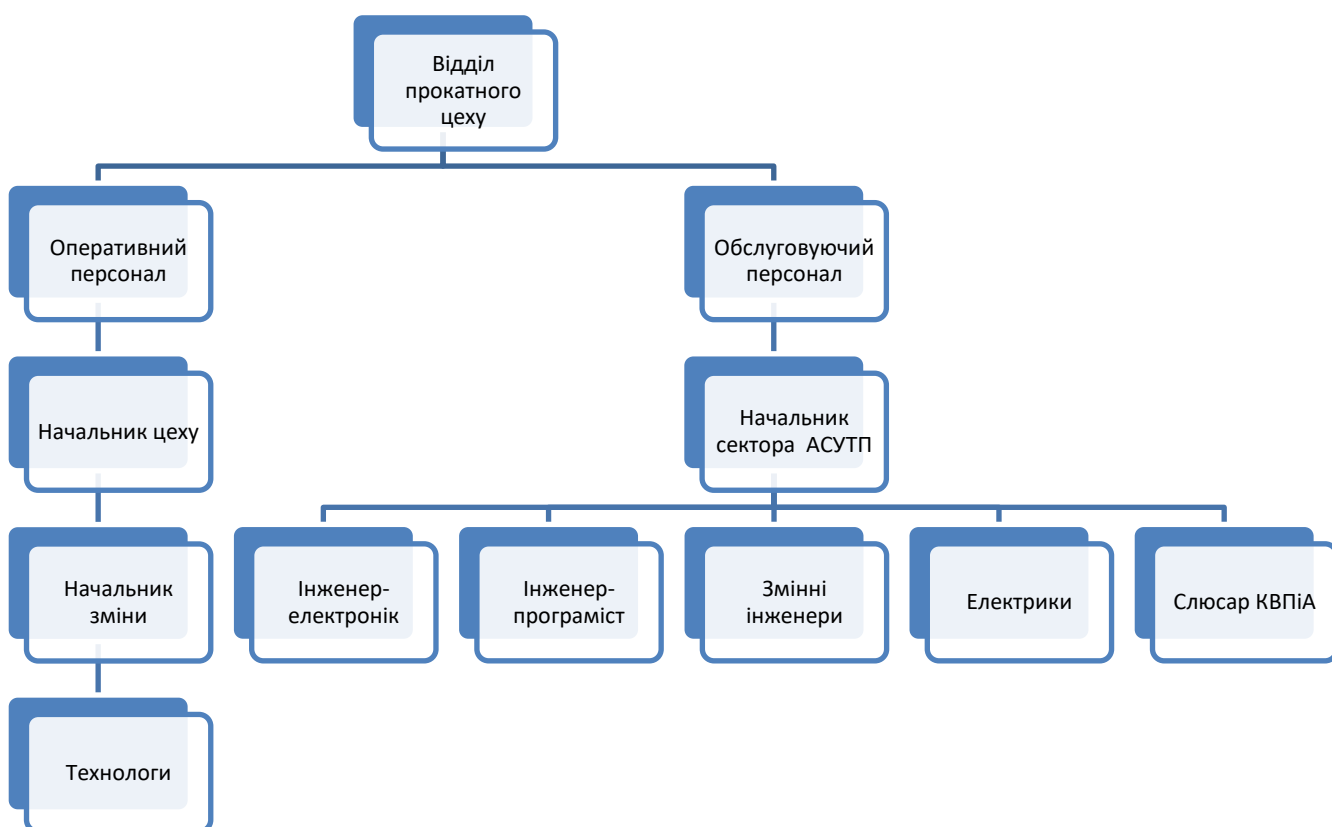 Відділ
прокатного
цеху
Оперативний
персонал
Обслуговуючий
персонал
Начальник цеху
Начальник
сектора АСУТП
Начальник
зміни
Інженер-
електронік
Інженер-
програміст
Змінні
інженери
Електрики
Слюсар КВПіА
Технологи